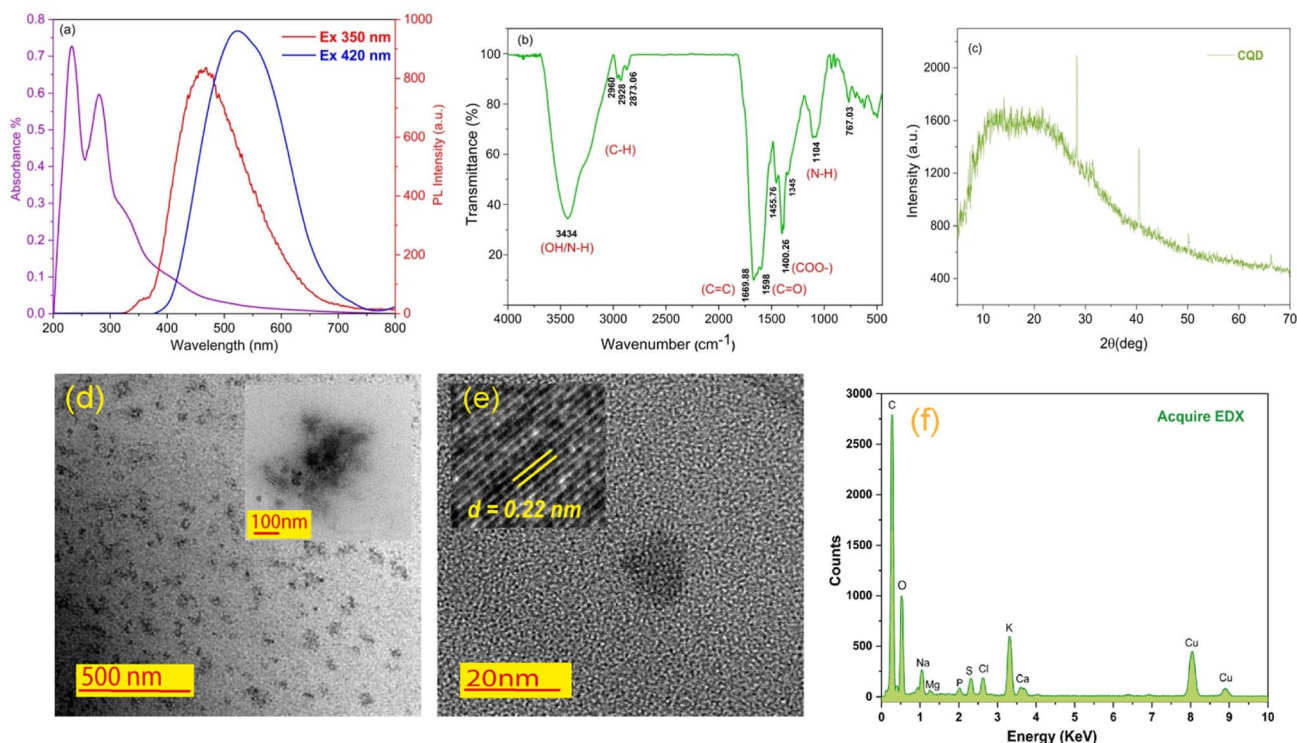 (a)
Ex 350 nm
Ex 420 nm
0.8
0.7
0.6
0.5
0.4
0.3
0.2
0.1
0.0
Absorbance %
1000
800
600
400
200
0
PL Intensity (a.u.)
200 300 400 500 600 700 800
Wavelength (nm)
(b)
100
80
60
40
20
Transmittance (%)
2960
2928
2873.06
(C-H)
3434
(OH/N-H)
(C=C)
1669.88
1598
(C=O)
1455.76
1400.26
(COO-)
1345
1104
(N-H)
767.03
4000 3500 3000 2500 2000 1500 1000 500
Wavenumber (cm⁻¹)
(c)
CQD
2000
1600
1200
800
400
Intensity (a.u.)
10 20 30 40 50 60 70
2θ(deg)
(d)
100nm
500 nm
(e)
d = 0.22 nm
20nm
(f)
Acquire EDX
3000
2500
2000
1500
1000
500
0
Counts
C
O
Na
Mg
P
S
Cl
K
Ca
Cu
Cu
0 1 2 3 4 5 6 7 8 9 10
Energy (KeV)